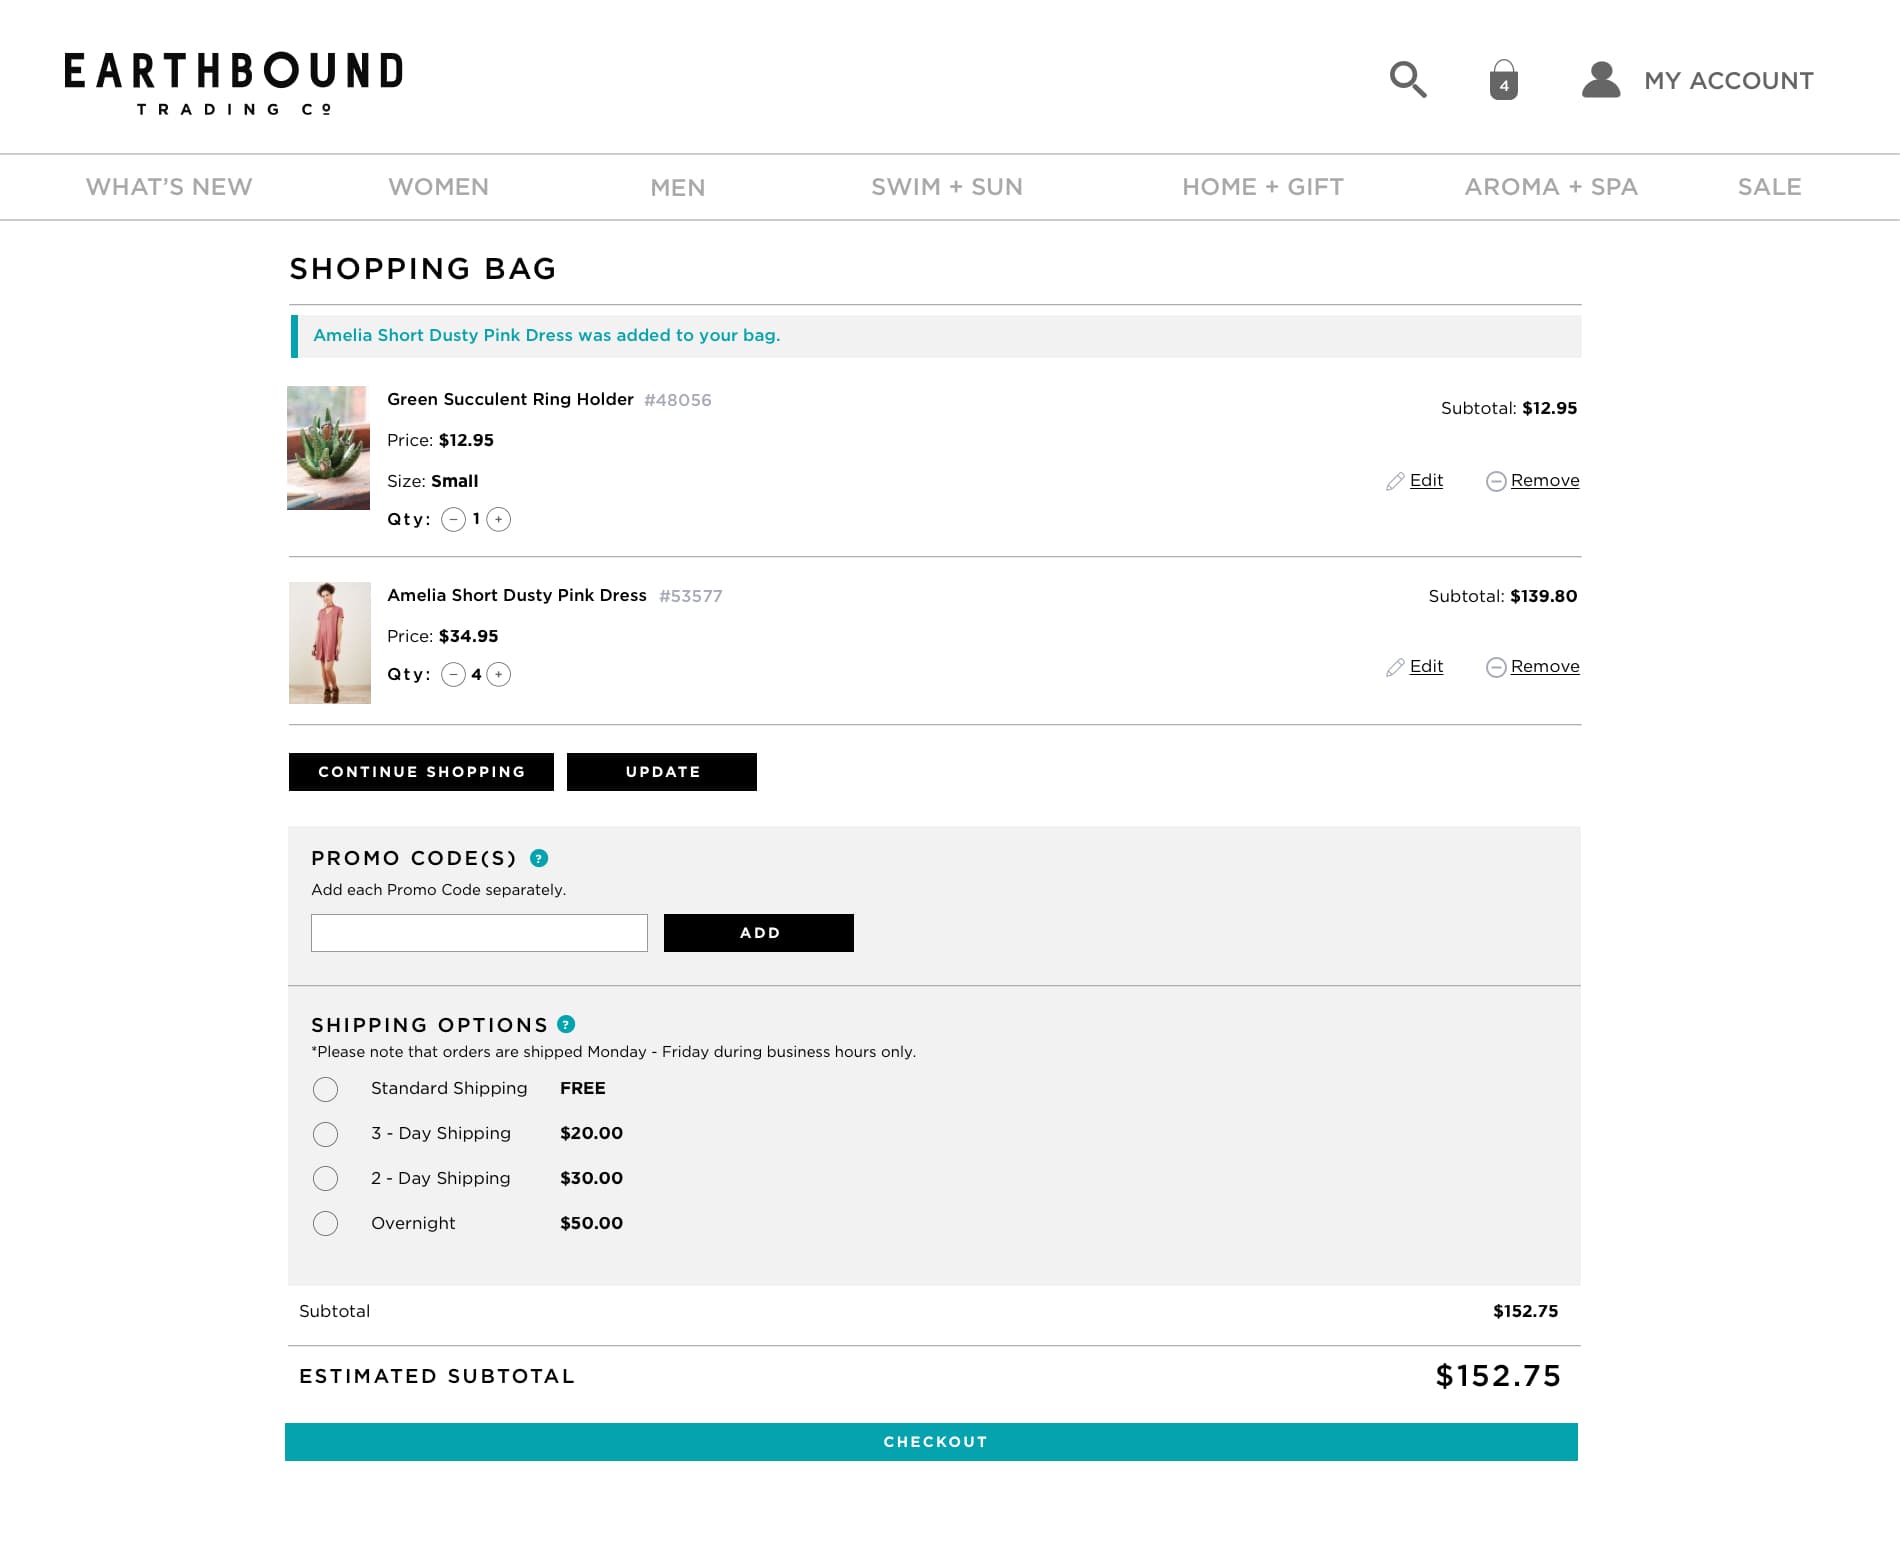 EARTHBOUND
TRADING Cº
4
MY ACCOUNT
WHAT'S NEW WOMEN MEN SWIM + SUN HOME + GIFT AROMA + SPA SALE
SHOPPING BAG
Amelia Short Dusty Pink Dress was added to your bag.
Green Succulent Ring Holder #48056
Subtotal: $12.95
Price: $12.95
Size: Small
Edit Remove
Qty: − 1 +
Amelia Short Dusty Pink Dress #53577
Subtotal: $139.80
Price: $34.95
Edit Remove
Qty: − 4 +
CONTINUE SHOPPING UPDATE
PROMO CODE(S) ?
Add each Promo Code separately.
ADD
SHIPPING OPTIONS ?
*Please note that orders are shipped Monday - Friday during business hours only.
Standard Shipping FREE
3 - Day Shipping $20.00
2 - Day Shipping $30.00
Overnight $50.00
Subtotal $152.75
ESTIMATED SUBTOTAL $152.75
CHECKOUT